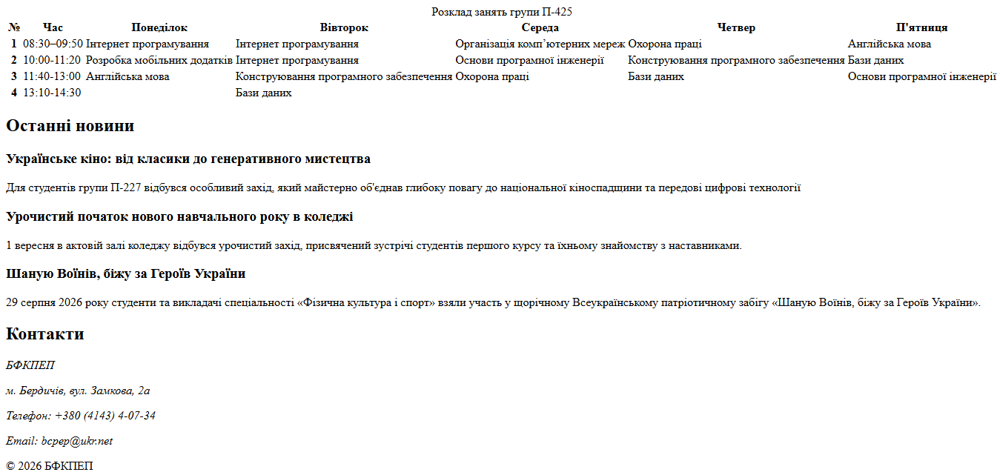 Розклад занять групи П-425
№ Час Понеділок Вівторок Середа Четвер П'ятниця
1 08:30–09:50 Інтернет програмування Інтернет програмування Організація комп’ютерних мереж Охорона праці Англійська мова
2 10:00-11:20 Розробка мобільних додатків Інтернет програмування Основи програмної інженерії Конструювання програмного забезпечення Бази даних
3 11:40-13:00 Англійська мова Конструювання програмного забезпечення Охорона праці Бази даних Основи програмної інженерії
4 13:10-14:30 Бази даних
Останні новини
Українське кіно: від класики до генеративного мистецтва
Для студентів групи П-227 відбувся особливий захід, який майстерно об'єднав глибоку повагу до національної кіноспадщини та передові цифрові технології
Урочистий початок нового навчального року в коледжі
1 вересня в актовій залі коледжу відбувся урочистий захід, присвячений зустрічі студентів першого курсу та їхньому знайомству з наставниками.
Шаную Воїнів, біжу за Героїв України
29 серпня 2026 року студенти та викладачі спеціальності «Фізична культура і спорт» взяли участь у щорічному Всеукраїнському патріотичному забігу «Шаную Воїнів, біжу за Героїв України».
Контакти
БФКПЕП
м. Бердичів, вул. Замкова, 2а
Телефон: +380 (4143) 4-07-34
Email: bcpep@ukr.net
© 2026 БФКПЕП